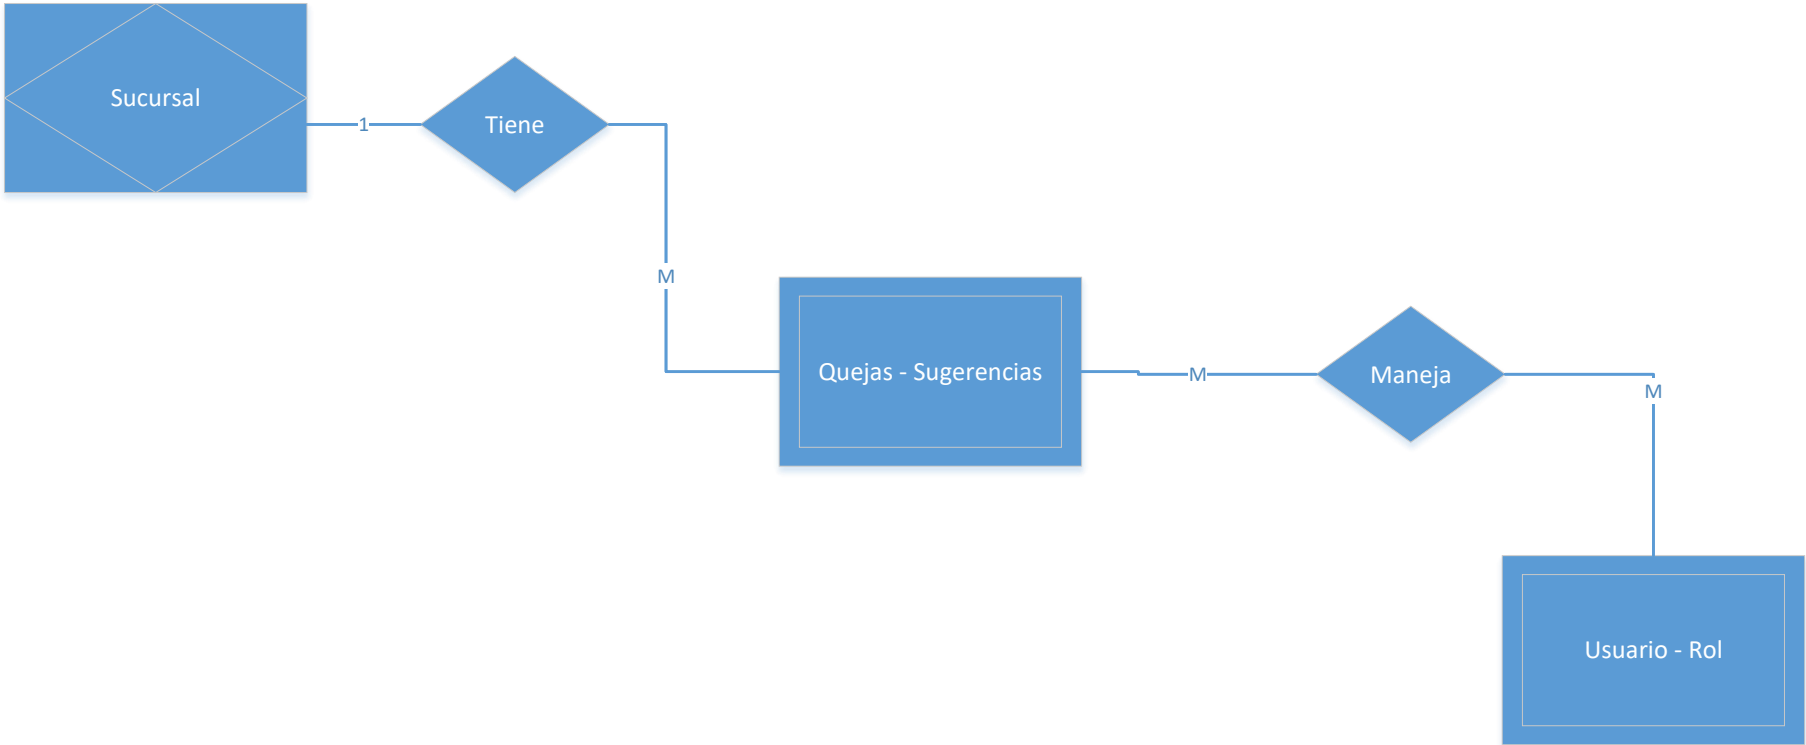 Sucursal
1
Tiene
M
Quejas - Sugerencias
M
Maneja
M
Usuario - Rol